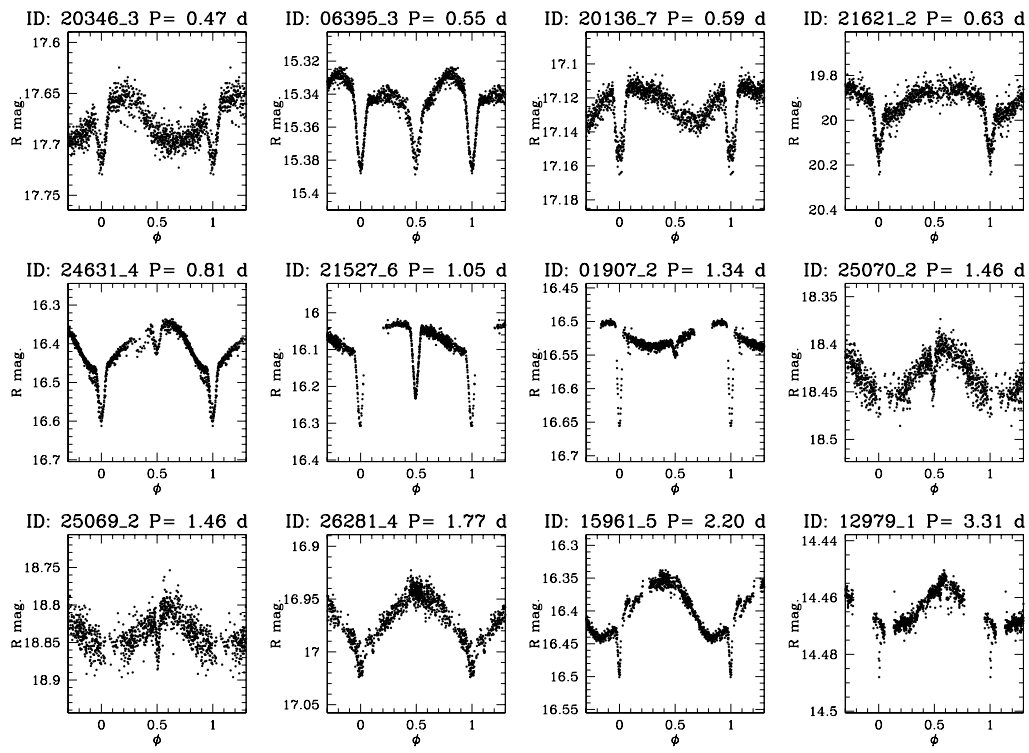 ID: 20346_3 P= 0.47 d ID: 06395_3 P= 0.55 d ID: 20136_7 P= 0.59 d ID: 21621_2 P= 0.63 d
17.6 17.65 17.7 17.75 R mag. 0 0.5 1 ϕ
15.32 15.34 15.36 15.38 15.4 R mag. 0 0.5 1 ϕ
17.1 17.12 17.14 17.16 17.18 R mag. 0 0.5 1 ϕ
19.8 20 20.2 20.4 R mag. 0 0.5 1 ϕ
ID: 24631_4 P= 0.81 d ID: 21527_6 P= 1.05 d ID: 01907_2 P= 1.34 d ID: 25070_2 P= 1.46 d
16.3 16.4 16.5 16.6 16.7 R mag. 0 0.5 1 ϕ
16 16.1 16.2 16.3 16.4 R mag. 0 0.5 1 ϕ
16.45 16.5 16.55 16.6 16.65 16.7 R mag. 0 0.5 1 ϕ
18.35 18.4 18.45 18.5 R mag. 0 0.5 1 ϕ
ID: 25069_2 P= 1.46 d ID: 26281_4 P= 1.77 d ID: 15961_5 P= 2.20 d ID: 12979_1 P= 3.31 d
18.75 18.8 18.85 18.9 R mag. 0 0.5 1 ϕ
16.9 16.95 17 17.05 R mag. 0 0.5 1 ϕ
16.3 16.35 16.4 16.45 16.5 16.55 R mag. 0 0.5 1 ϕ
14.44 14.46 14.48 14.5 R mag. 0 0.5 1 ϕ